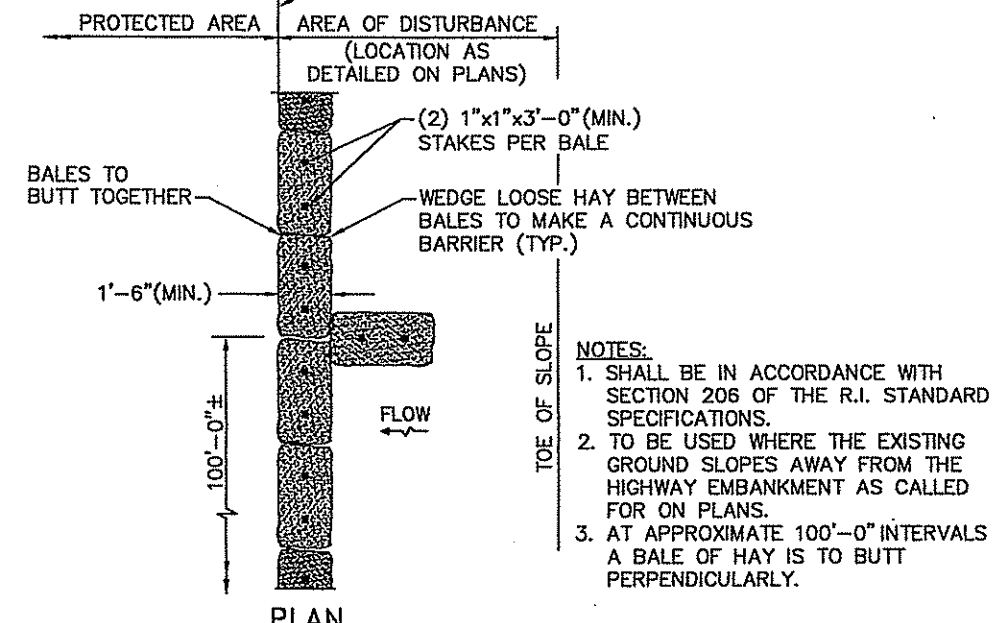 PROTECTED AREA
AREA OF DISTURBANCE
(LOCATION AS
DETAILED ON PLANS)
(2) 1"x1"x3'-0"(MIN.)
STAKES PER BALE
BALES TO
BUTT TOGETHER
WEDGE LOOSE HAY BETWEEN
BALES TO MAKE A CONTINUOUS
BARRIER (TYP.)
1'-6"(MIN.)
100'-0"±
FLOW
TOE OF SLOPE
NOTES:
1. SHALL BE IN ACCORDANCE WITH
SECTION 206 OF THE R.I. STANDARD
SPECIFICATIONS.
2. TO BE USED WHERE THE EXISTING
GROUND SLOPES AWAY FROM THE
HIGHWAY EMBANKMENT AS CALLED
FOR ON PLANS.
3. AT APPROXIMATE 100'-0" INTERVALS
A BALE OF HAY IS TO BUTT
PERPENDICULARLY.
PLAN